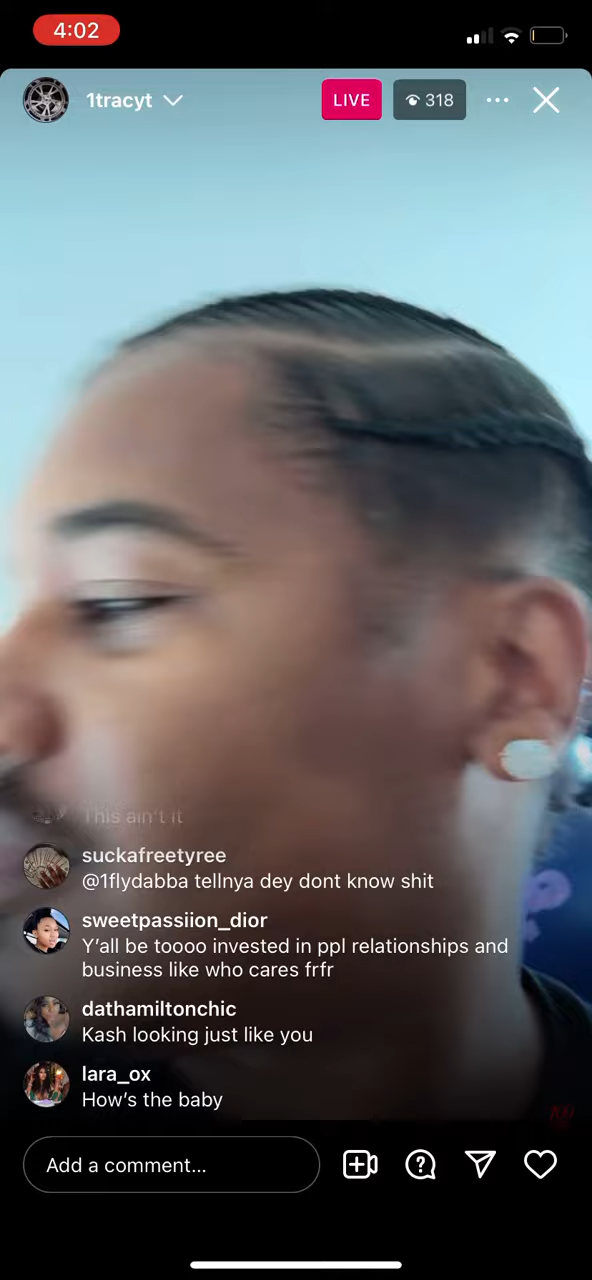 4:02
1tracyt
LIVE
318
This ain't it
suckafreetyree
@1flydabba tellnya dey dont know shit
sweetpassiion_dior
Y'all be toooo invested in ppl relationships and
business like who cares frfr
dathamiltonchic
Kash looking just like you
lara_ox
How's the baby
Add a comment...